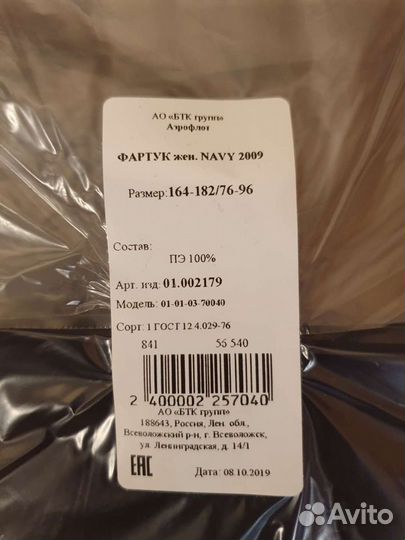 АО «БТК групп»
Аэрофлот
ФАРТУК жен. NAVY 2009
Размер:164-182/76-96
Состав:
ПЭ 100%
Арт. изд: 01.002179
Модель: 01-01-03-70040
Сорт: 1 ГОСТ 12.4.029-76
841 56 540
2 400002 257040
АО «БТК групп»
188643, Россия, Лен. обл.,
Всеволожский р-н, г. Всеволожск,
ул. Ленинградская, д. 14/1
ЕАС Дата: 08.10.2019
Avito